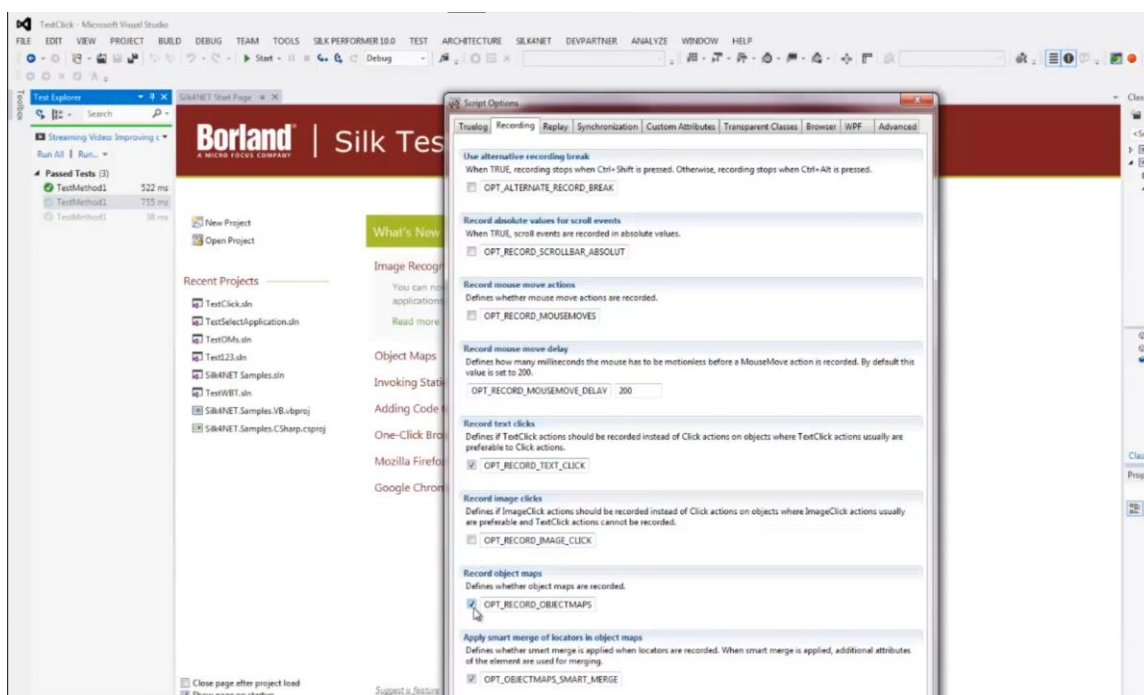 TestClick - Microsoft Visual Studio
FILE EDIT VIEW PROJECT BUILD DEBUG TEAM TOOLS SILK PERFORMER 10.0 TEST ARCHITECTURE SILK4NET DEVPARTNER ANALYZE WINDOW HELP
Start Debug
Toolbox
Test Explorer
Search
Streaming Video: Improving
Run All | Run...
Passed Tests (3)
TestMethod1 522 ms
TestMethod1 755 ms
TestMethod1 38 ms
Silk4NET Start Page
Borland | Silk Tes
A MICRO FOCUS COMPANY
New Project
Open Project
Recent Projects
TestClick.sln
TestSelectApplication.sln
TestOMs.sln
Test123.sln
Silk4NET Samples.sln
TestWBT.sln
Silk4NET.Samples.VB.vbproj
Silk4NET.Samples.CSharp.csproj
What's New
Image Recogn
You can no
applications
Read more
Object Maps
Invoking Stati
Adding Code
One-Click Bro
Mozilla Firefo
Google Chrom
Close page after project load
Show page on startup
Suggest a feature
Script Options
Truelog Recording Replay Synchronization Custom Attributes Transparent Classes Browser WPF Advanced
Use alternative recording break
When TRUE, recording stops when Ctrl+Shift is pressed. Otherwise, recording stops when Ctrl+Alt is pressed.
OPT_ALTERNATE_RECORD_BREAK
Record absolute values for scroll events
When TRUE, scroll events are recorded in absolute values.
OPT_RECORD_SCROLLBAR_ABSOLUT
Record mouse move actions
Defines whether mouse move actions are recorded.
OPT_RECORD_MOUSEMOVES
Record mouse move delay
Defines how many milliseconds the mouse has to be motionless before a MouseMove action is recorded. By default this
value is set to 200.
OPT_RECORD_MOUSEMOVE_DELAY 200
Record text clicks
Defines if TextClick actions should be recorded instead of Click actions on objects where TextClick actions usually are
preferable to Click actions.
OPT_RECORD_TEXT_CLICK
Record image clicks
Defines if ImageClick actions should be recorded instead of Click actions on objects where ImageClick actions usually
are preferable and TextClick actions cannot be recorded.
OPT_RECORD_IMAGE_CLICK
Record object maps
Defines whether object maps are recorded.
OPT_RECORD_OBJECTMAPS
Apply smart merge of locators in object maps
Defines whether smart merge is applied when locators are recorded. When smart merge is applied, additional attributes
of the element are used for merging.
OPT_OBJECTMAPS_SMART_MERGE
Clas
Clas
Prop